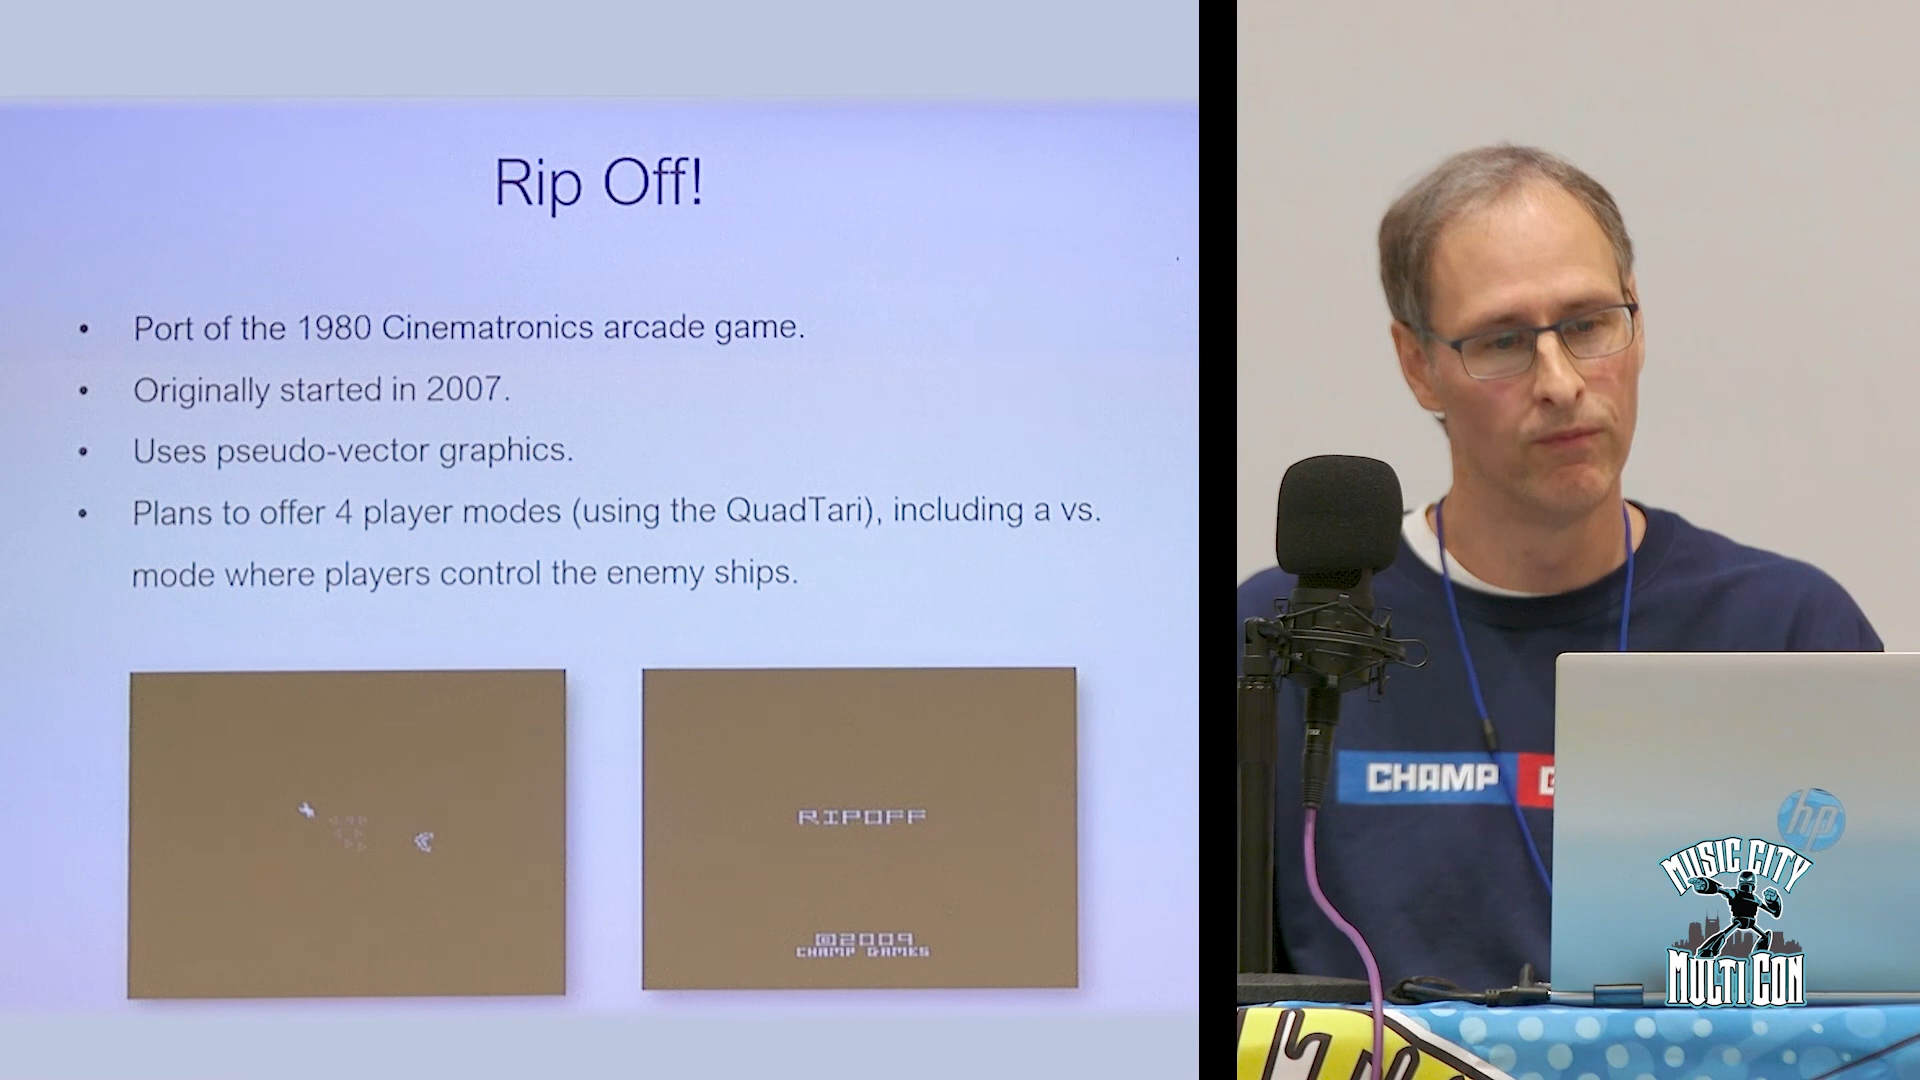 Rip Off!
• Port of the 1980 Cinematronics arcade game.
• Originally started in 2007.
• Uses pseudo-vector graphics.
• Plans to offer 4 player modes (using the QuadTari), including a vs.
mode where players control the enemy ships.
RIPOFF
©2009
CHAMP GAMES
CHAMP G
hp
MUSIC CITY
MULTI CON